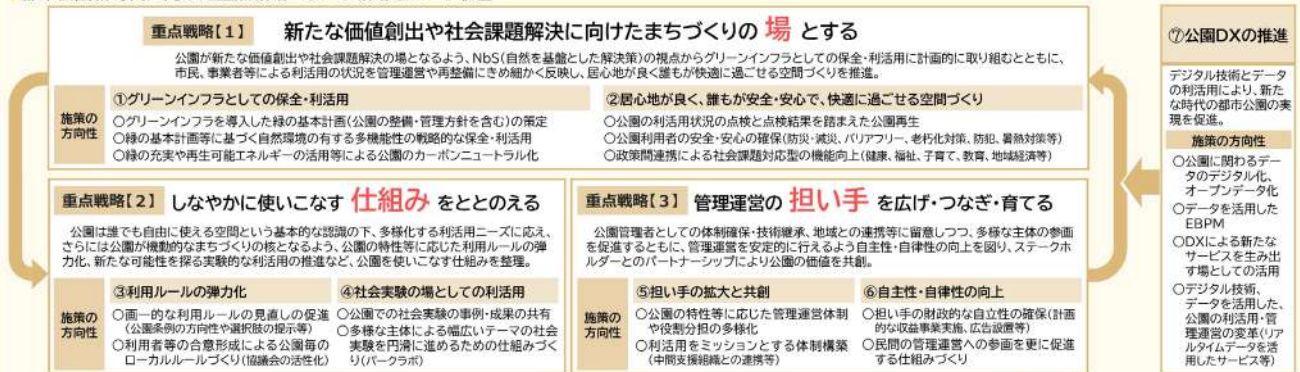 重点戦略【1】 新たな価値創出や社会課題解決に向けたまちづくりの 場 とする
公園が新たな価値創出や社会課題解決の場となるよう、NbS(自然を基盤とした解決策)の視点からグリーンインフラとしての保全・利活用に計画的に取り組むとともに、
市民、事業者等による利活用の状況を管理運営や再整備にきめ細かく反映し、居心地が良く誰もが快適に過ごせる空間づくりを推進。
施策の
方向性
①グリーンインフラとしての保全・利活用
○グリーンインフラを導入した緑の基本計画(公園の整備・管理方針を含む)の策定
○緑の基本計画等に基づく自然環境の有する多機能性の戦略的な保全・利活用
○緑の充実や再生可能エネルギーの活用等による公園のカーボンニュートラル化
②居心地が良く、誰もが安全・安心で、快適に過ごせる空間づくり
○公園の利活用状況の点検と点検結果を踏まえた公園再生
○公園利用者の安全・安心の確保(防災・減災、バリアフリー、老朽化対策、防犯、暑熱対策等)
○政策間連携による社会課題対応型の機能向上(健康、福祉、子育て、教育、地域経済等)
重点戦略【2】 しなやかに使いこなす 仕組み をととのえる
公園は誰でも自由に使える空間という基本的な認識の下、多様化する利活用ニーズに応え、
さらには公園が機動的なまちづくりの核となるよう、公園の特性等に応じた利用ルールの弾
力化、新たな可能性を探る実験的な利活用の推進など、公園を使いこなす仕組みを整理。
施策の
方向性
③利用ルールの弾力化
○画一的な利用ルールの見直しの促進
(公園条例の方向性や選択肢の提示等)
○利用者等の合意形成による公園毎の
ローカルルールづくり(協議会の活性化)
④社会実験の場としての利活用
○公園での社会実験の事例・成果の共有
○多様な主体による幅広いテーマの社会
実験を円滑に進めるための仕組みづく
り(パークラボ)
重点戦略【3】 管理運営の 担い手 を広げ・つなぎ・育てる
公園管理者としての体制確保・技術継承、地域との連携等に留意しつつ、多様な主体の参画
を促進するとともに、管理運営を安定的に行えるよう自主性・自律性の向上を図り、ステークホ
ルダーとのパートナーシップにより公園の価値を共創。
施策の
方向性
⑤担い手の拡大と共創
○公園の特性等に応じた管理運営体制
や役割分担の多様化
○利活用をミッションとする体制構築
(中間支援組織との連携等)
⑥自主性・自律性の向上
○担い手の財政的な自立性の確保(計画
的な収益事業実施、広告設置等)
○民間の管理運営への参画を更に促進
する仕組みづくり
⑦公園DXの推進
デジタル技術とデータ
の利活用により、新た
な時代の都市公園の実
現を促進。
施策の方向性
○公園に関わるデー
タのデジタル化、
オープンデータ化
○データを活用した
EBPM
○DXによる新たな
サービスを生み出
す場としての活用
○デジタル技術、
データを活用した、
公園の利活用・管
理運営の変革(リア
ルタイムデータを活
用したサービス等)